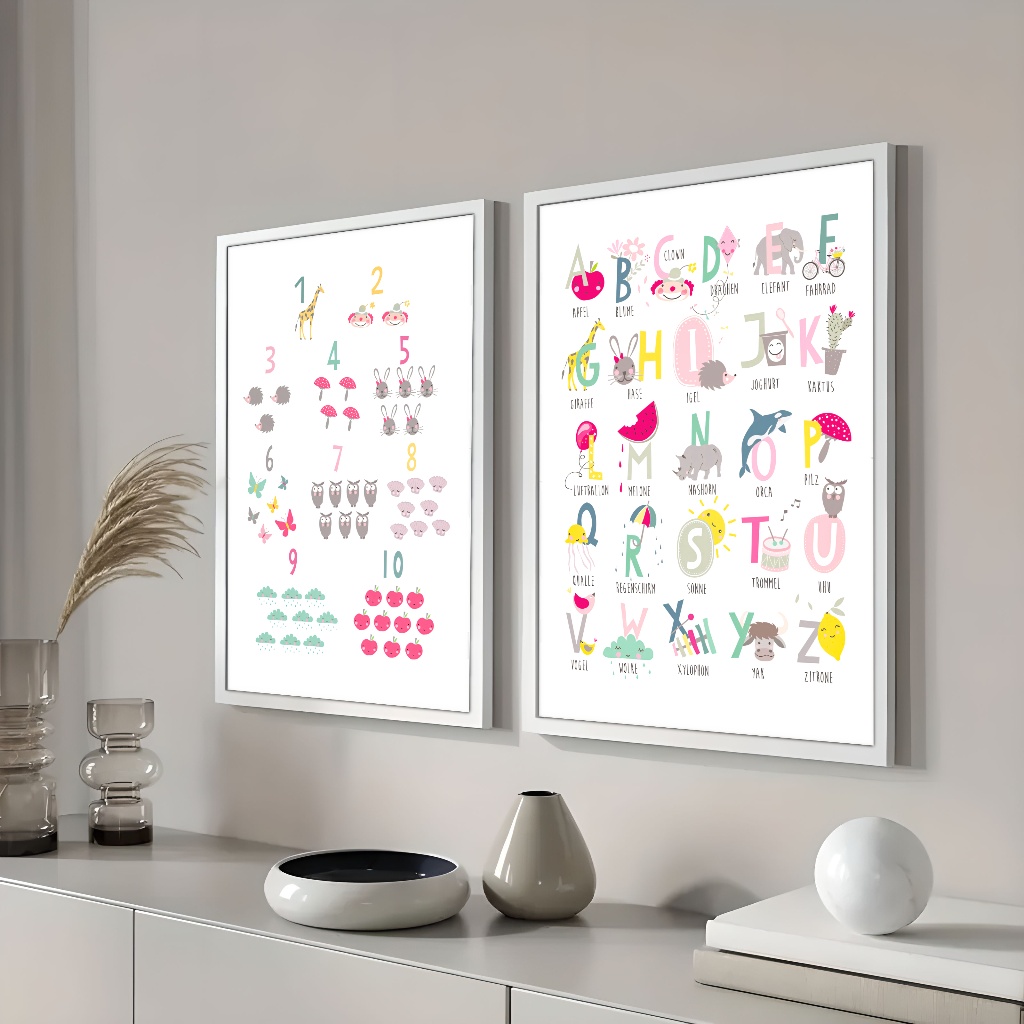 1 2
3 4 5
6 7 8
9 10
A B C D E F
APFEL BLUME CLOWN DRACHEN ELEFANT FAHRRAD
G H I J K
GIRAFFE HASE IGEL JOGHURT KAKTUS
L M N O P
LUFTBALLON MELONE NASHORN ORCA PILZ
Q R S T U
QUALLE REGENSCHIRM SONNE TROMMEL UHU
V W X Y Z
VOGEL WOLKE XYLOPHON YAK ZITRONE